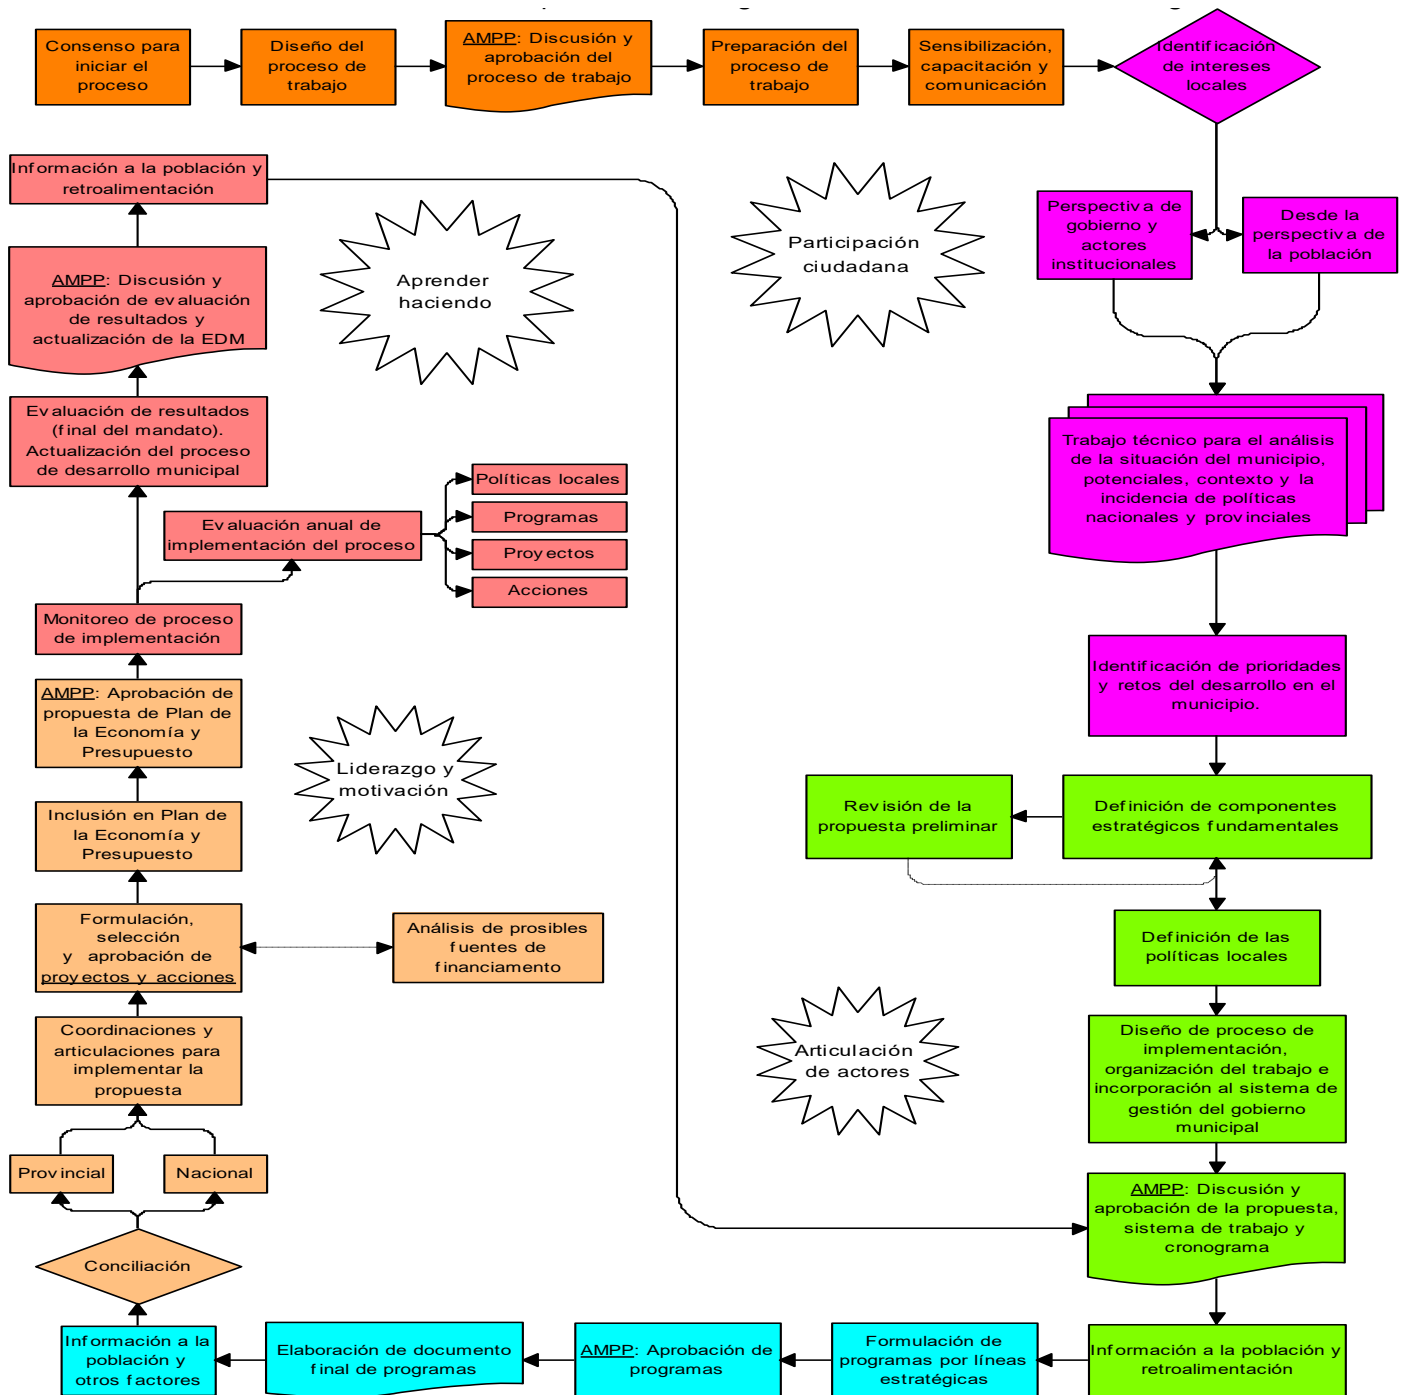 Consenso para
iniciar el
proceso
Diseño del
proceso de
trabajo
AMPP: Discusión y
aprobación del
proceso de trabajo
Preparación del
proceso de
trabajo
Sensibilización,
capacitación y
comunicación
Identificación
de intereses
locales
Perspectiva de
gobierno y
actores
institucionales
Desde la
perspectiva de
la población
Trabajo técnico para el análisis
de la situación del municipio,
potenciales, contexto y la
incidencia de políticas
nacionales y provinciales
Identificación de prioridades
y retos del desarrollo en el
municipio.
Definición de componentes
estratégicos fundamentales
Revisión de la
propuesta preliminar
Definición de las
políticas locales
Diseño de proceso de
implementación,
organización del trabajo e
incorporación al sistema de
gestión del gobierno
municipal
AMPP: Discusión y
aprobación de la propuesta,
sistema de trabajo y
cronograma
Información a la población y
retroalimentación
Formulación de
programas por líneas
estratégicas
AMPP: Aprobación de
programas
Elaboración de documento
final de programas
Información a la
población y
otros factores
Conciliación
Provincial
Nacional
Coordinaciones y
articulaciones para
implementar la
propuesta
Formulación,
selección
y aprobación de
proyectos y acciones
Análisis de prosibles
fuentes de
financiamento
Inclusión en Plan de
la Economía y
Presupuesto
AMPP: Aprobación de
propuesta de Plan de
la Economía y
Presupuesto
Monitoreo de proceso
de implementación
Evaluación anual de
implementación del proceso
Políticas locales
Programas
Proyectos
Acciones
Evaluación de resultados
(final del mandato).
Actualización del proceso
de desarrollo municipal
AMPP: Discusión y
aprobación de evaluación
de resultados y
actualización de la EDM
Información a la población y
retroalimentación
Aprender
haciendo
Participación
ciudadana
Liderazgo y
motivación
Articulación
de actores